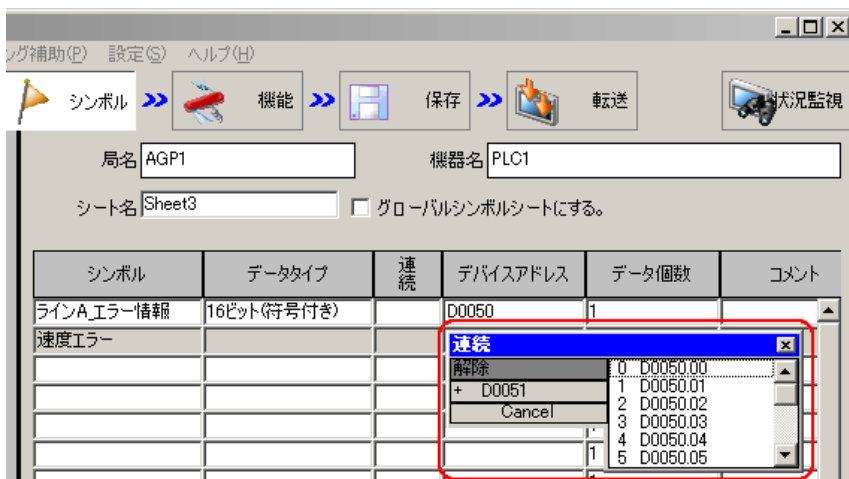 ング補助(P) 設定(S) ヘルプ(H)
シンボル 機能 保存 転送 状況監視
局名 AGP1 機器名 PLC1
シート名 Sheet3 グローバルシンボルシートにする。
シンボル データタイプ 連続 デバイスアドレス データ個数 コメント
ラインA_エラー情報 16ビット(符号付き) D0050 1
速度エラー
連続
解除
+ D0051
Cancel
0 D0050.00
1 D0050.01
2 D0050.02
3 D0050.03
4 D0050.04
5 D0050.05
1